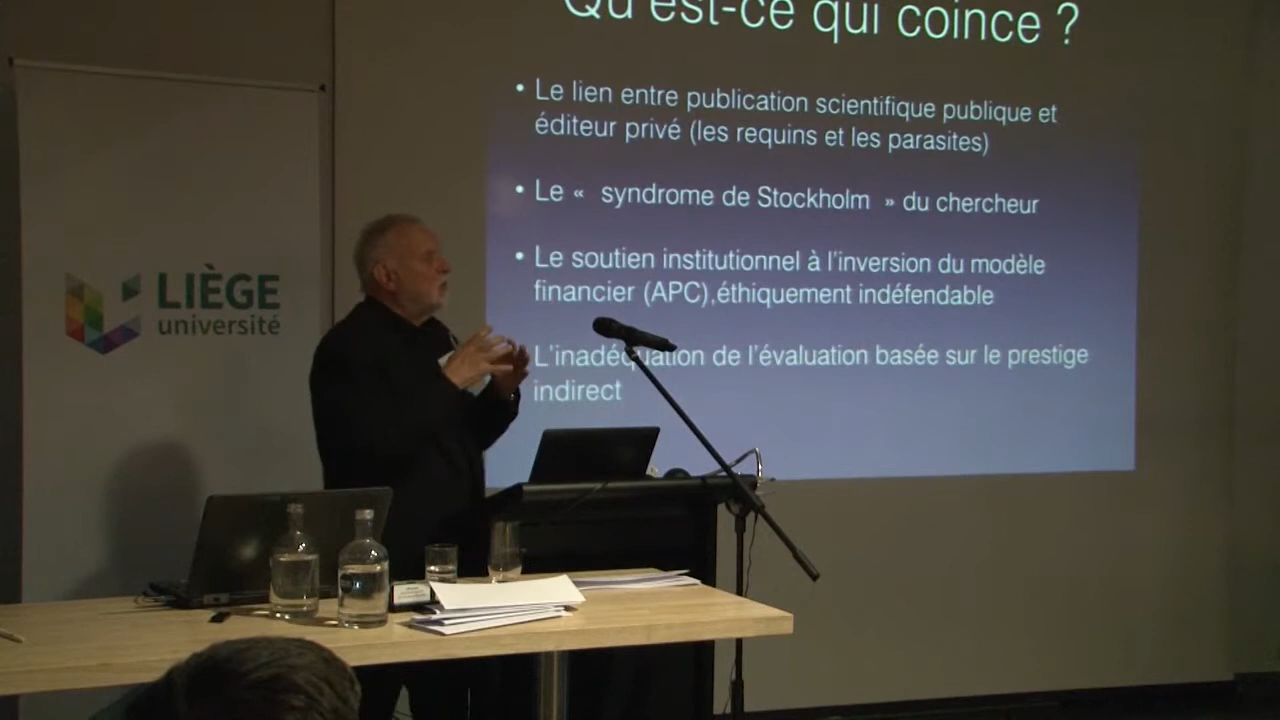 Qu'est-ce qui coince ?
• Le lien entre publication scientifique publique et
éditeur privé (les requins et les parasites)
• Le « syndrome de Stockholm » du chercheur
• Le soutien institutionnel à l'inversion du modèle
financier (APC),éthiquement indéfendable
L'inadéquation de l'évaluation basée sur le prestige
indirect
LIÈGE
université